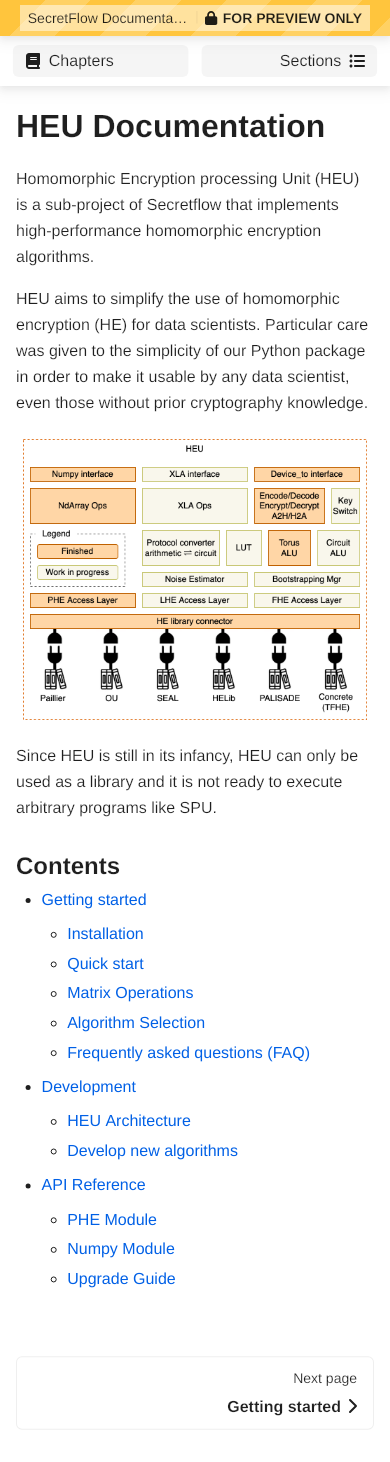 SecretFlow Documenta…
FOR PREVIEW ONLY
Chapters
Sections
HEU Documentation
Homomorphic Encryption processing Unit (HEU)
is a sub-project of Secretflow that implements
high-performance homomorphic encryption
algorithms.
HEU aims to simplify the use of homomorphic
encryption (HE) for data scientists. Particular care
was given to the simplicity of our Python package
in order to make it usable by any data scientist,
even those without prior cryptography knowledge.
HEU
Numpy interface
XLA interface
Device_to interface
NdArray Ops
XLA Ops
Encode/Decode
Encrypt/Decrypt
A2H/H2A
Key
Switch
Legend
Finished
Work in progress
Protocol converter
arithmetic ⇌ circuit
LUT
Torus
ALU
Circuit
ALU
Noise Estimator
Bootstrapping Mgr
PHE Access Layer
LHE Access Layer
FHE Access Layer
HE library connector
Paillier
OU
SEAL
HELib
PALISADE
Concrete
(TFHE)
Since HEU is still in its infancy, HEU can only be
used as a library and it is not ready to execute
arbitrary programs like SPU.
Contents
Getting started
Installation
Quick start
Matrix Operations
Algorithm Selection
Frequently asked questions (FAQ)
Development
HEU Architecture
Develop new algorithms
API Reference
PHE Module
Numpy Module
Upgrade Guide
Next page
Getting started